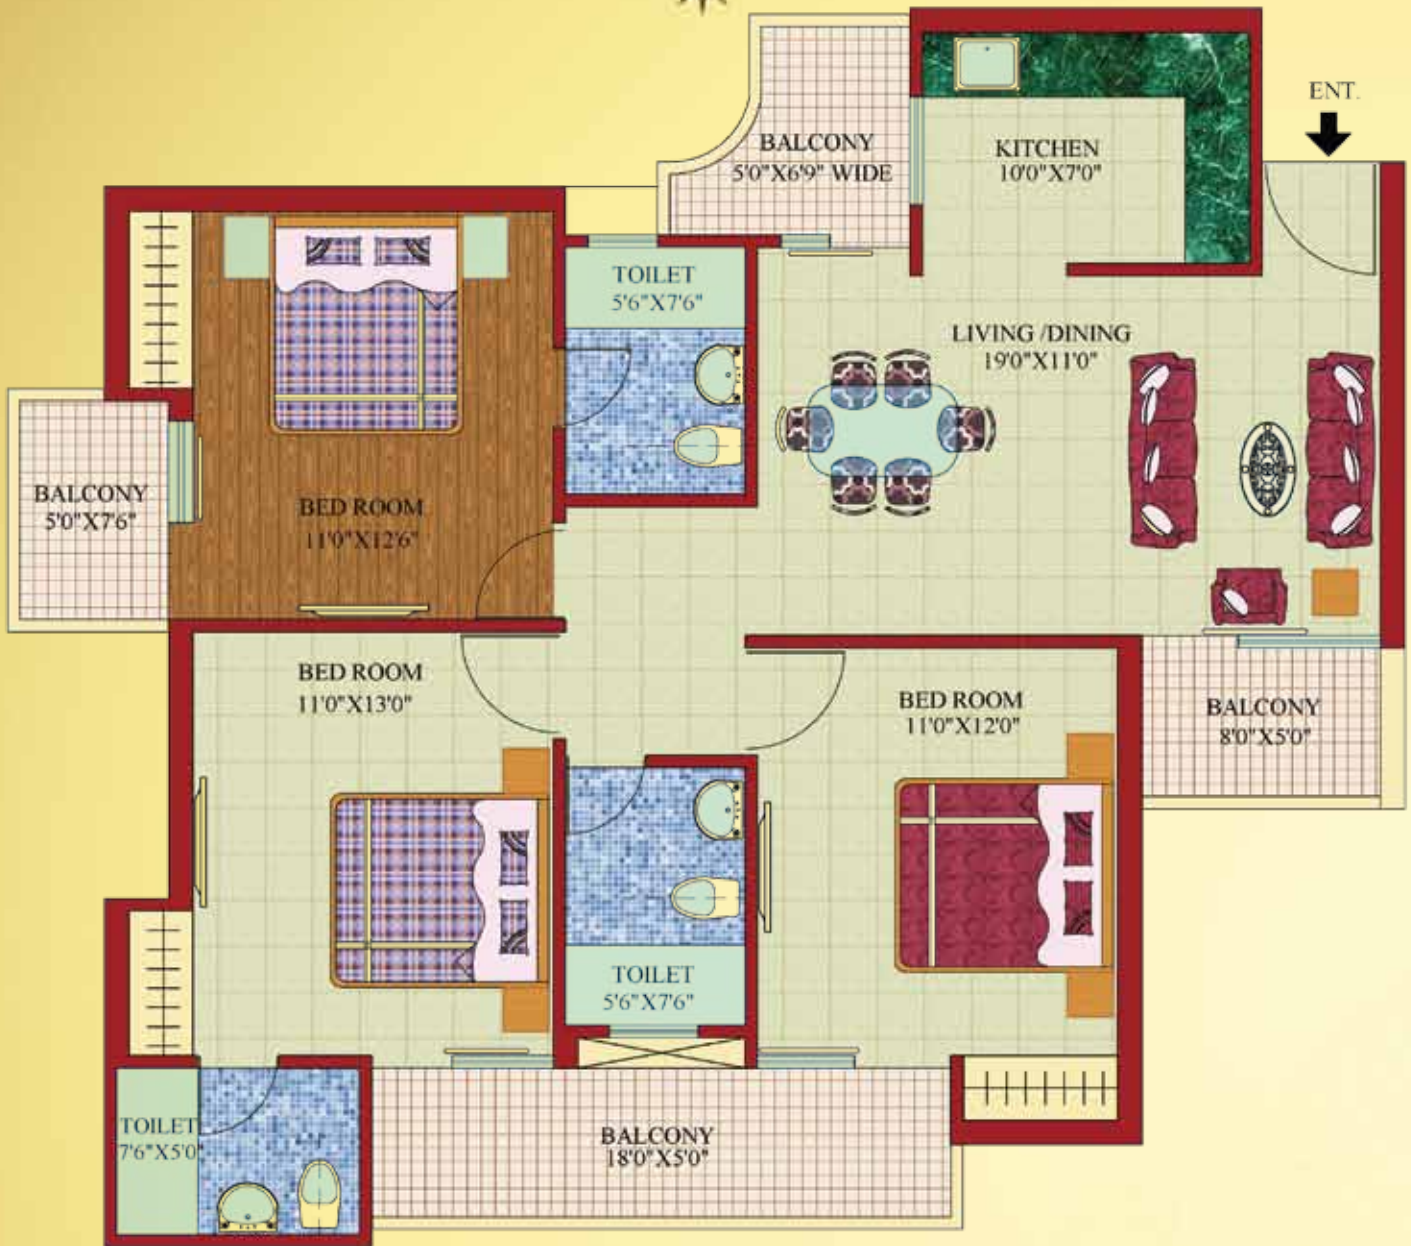 ENT.
BALCONY
5'0"X6'9" WIDE
KITCHEN
10'0"X7'0"
TOILET
5'6"X7'6"
LIVING /DINING
19'0"X11'0"
BALCONY
5'0"X7'6"
BED ROOM
11'0"X12'6"
BED ROOM
11'0"X13'0"
BED ROOM
11'0"X12'0"
BALCONY
8'0"X5'0"
TOILET
5'6"X7'6"
TOILET
7'6"X5'0"
BALCONY
18'0"X5'0"